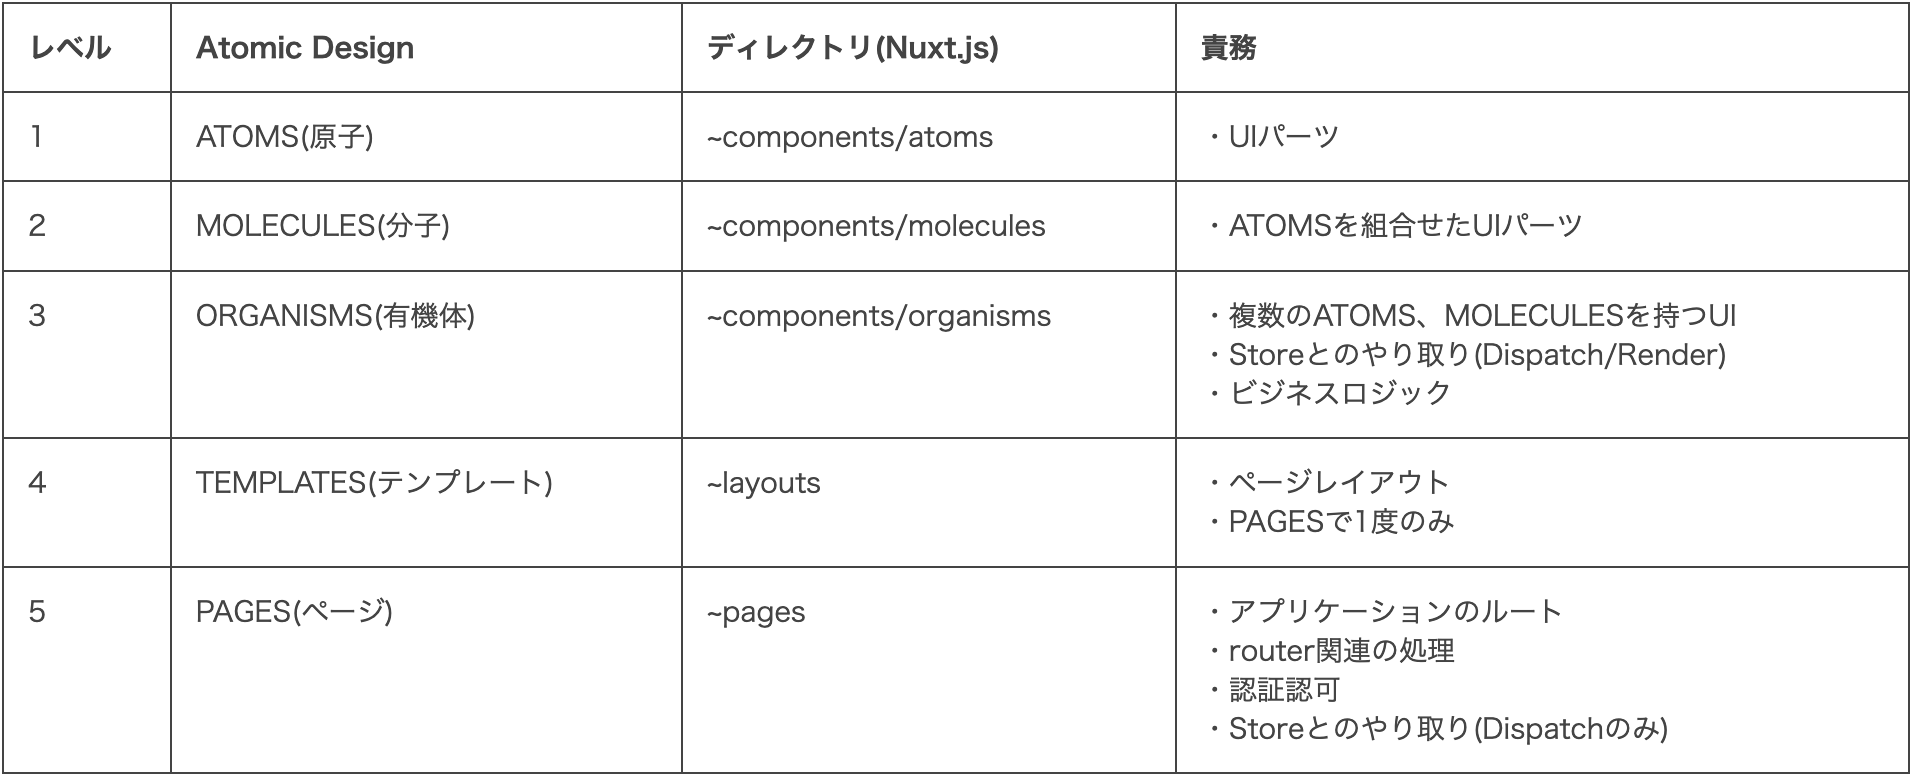 レベル
Atomic Design
ディレクトリ(Nuxt.js)
責務
1
ATOMS(原子)
~components/atoms
・UIパーツ
2
MOLECULES(分子)
~components/molecules
・ATOMSを組合せたUIパーツ
3
ORGANISMS(有機体)
~components/organisms
・複数のATOMS、MOLECULESを持つUI
・Storeとのやり取り(Dispatch/Render)
・ビジネスロジック
4
TEMPLATES(テンプレート)
~layouts
・ページレイアウト
・PAGESで1度のみ
5
PAGES(ページ)
~pages
・アプリケーションのルート
・router関連の処理
・認証認可
・Storeとのやり取り(Dispatchのみ)